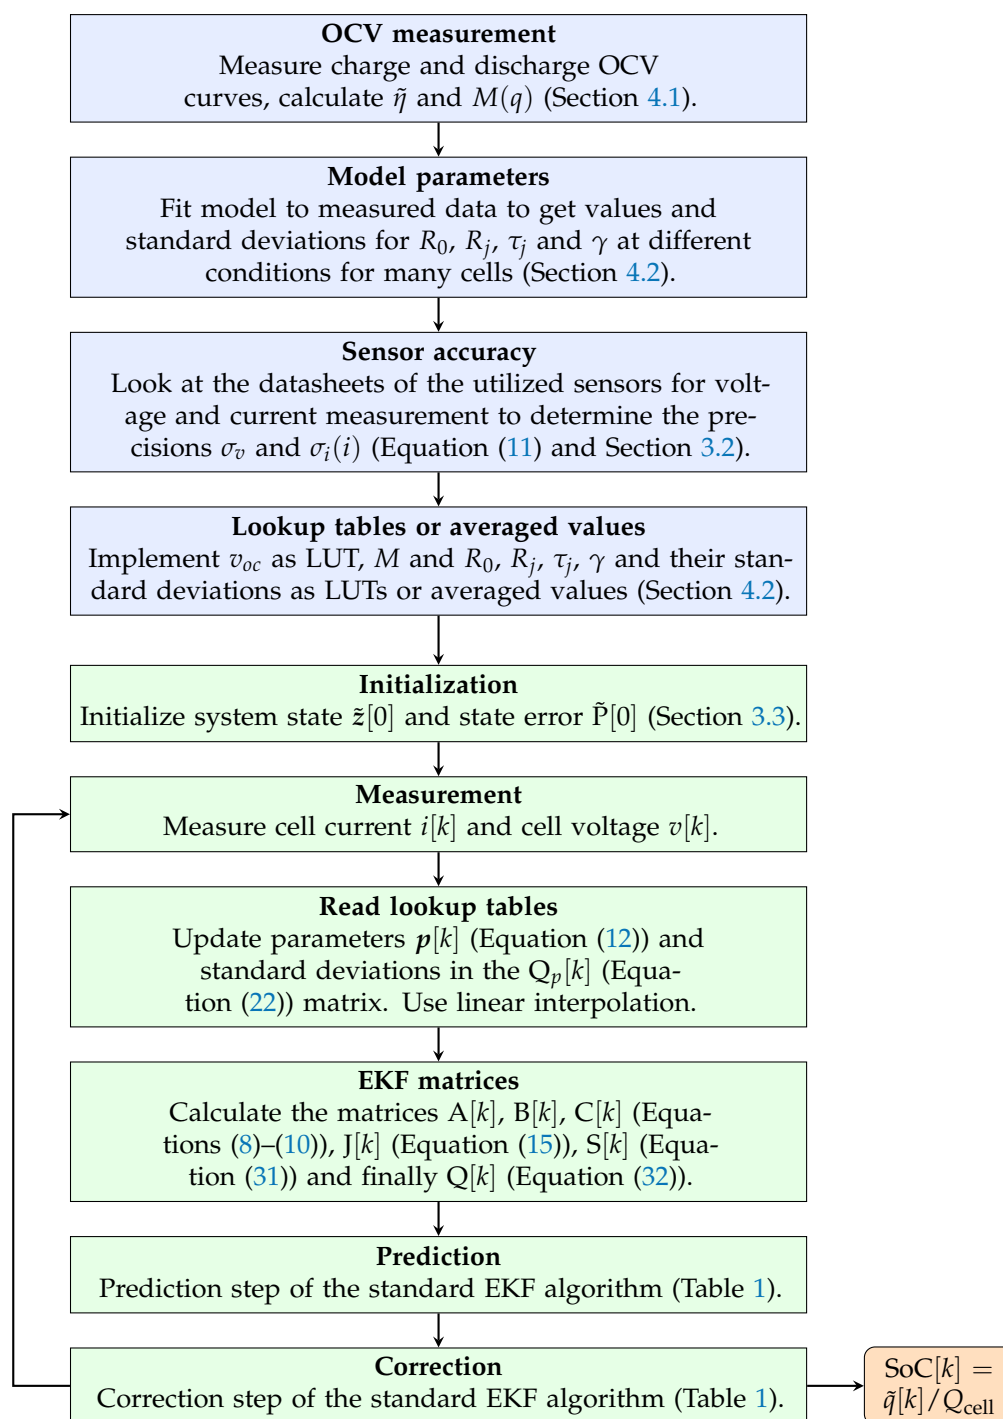 OCV measurement
Measure charge and discharge OCV
curves, calculate η̃ and M(q) (Section 4.1).
Model parameters
Fit model to measured data to get values and
standard deviations for R₀, Rⱼ, τⱼ and γ at different
conditions for many cells (Section 4.2).
Sensor accuracy
Look at the datasheets of the utilized sensors for volt-
age and current measurement to determine the pre-
cisions σᵥ and σᵢ(i) (Equation (11) and Section 3.2).
Lookup tables or averaged values
Implement v_oc as LUT, M and R₀, Rⱼ, τⱼ, γ and their stan-
dard deviations as LUTs or averaged values (Section 4.2).
Initialization
Initialize system state z̃[0] and state error P̃[0] (Section 3.3).
Measurement
Measure cell current i[k] and cell voltage v[k].
Read lookup tables
Update parameters p[k] (Equation (12)) and
standard deviations in the Qₚ[k] (Equa-
tion (22)) matrix. Use linear interpolation.
EKF matrices
Calculate the matrices A[k], B[k], C[k] (Equa-
tions (8)–(10)), J[k] (Equation (15)), S[k] (Equa-
tion (31)) and finally Q[k] (Equation (32)).
Prediction
Prediction step of the standard EKF algorithm (Table 1).
Correction
Correction step of the standard EKF algorithm (Table 1).
SoC[k] =
q̃[k]/Q_cell